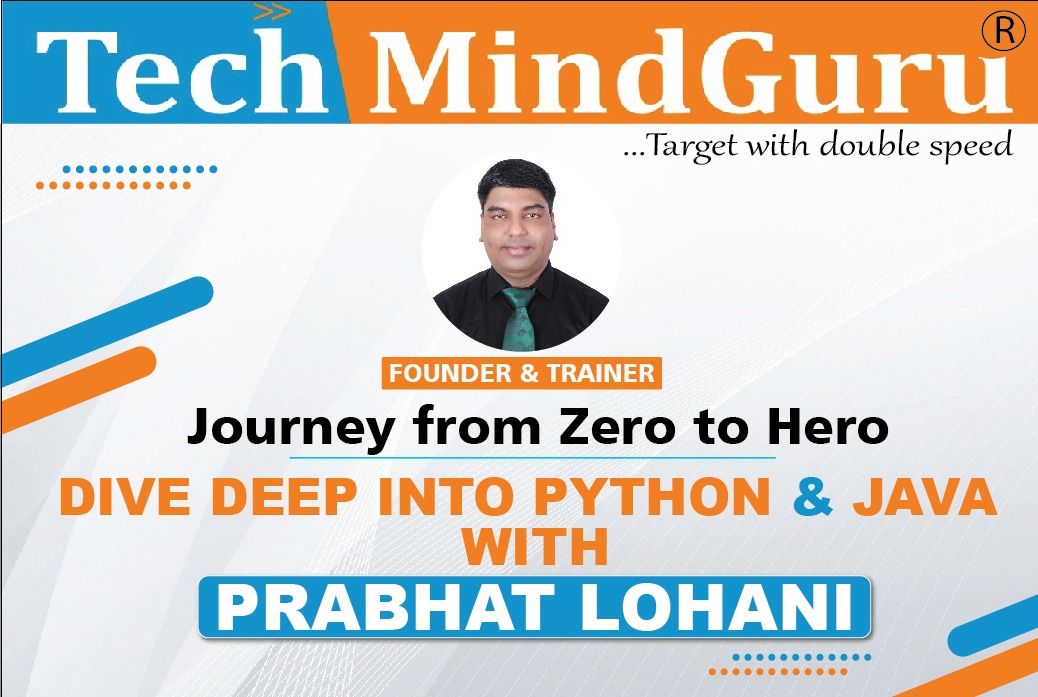 Tech MindGuru ®
...Target with double speed
FOUNDER & TRAINER
Journey from Zero to Hero
DIVE DEEP INTO PYTHON & JAVA
WITH
PRABHAT LOHANI